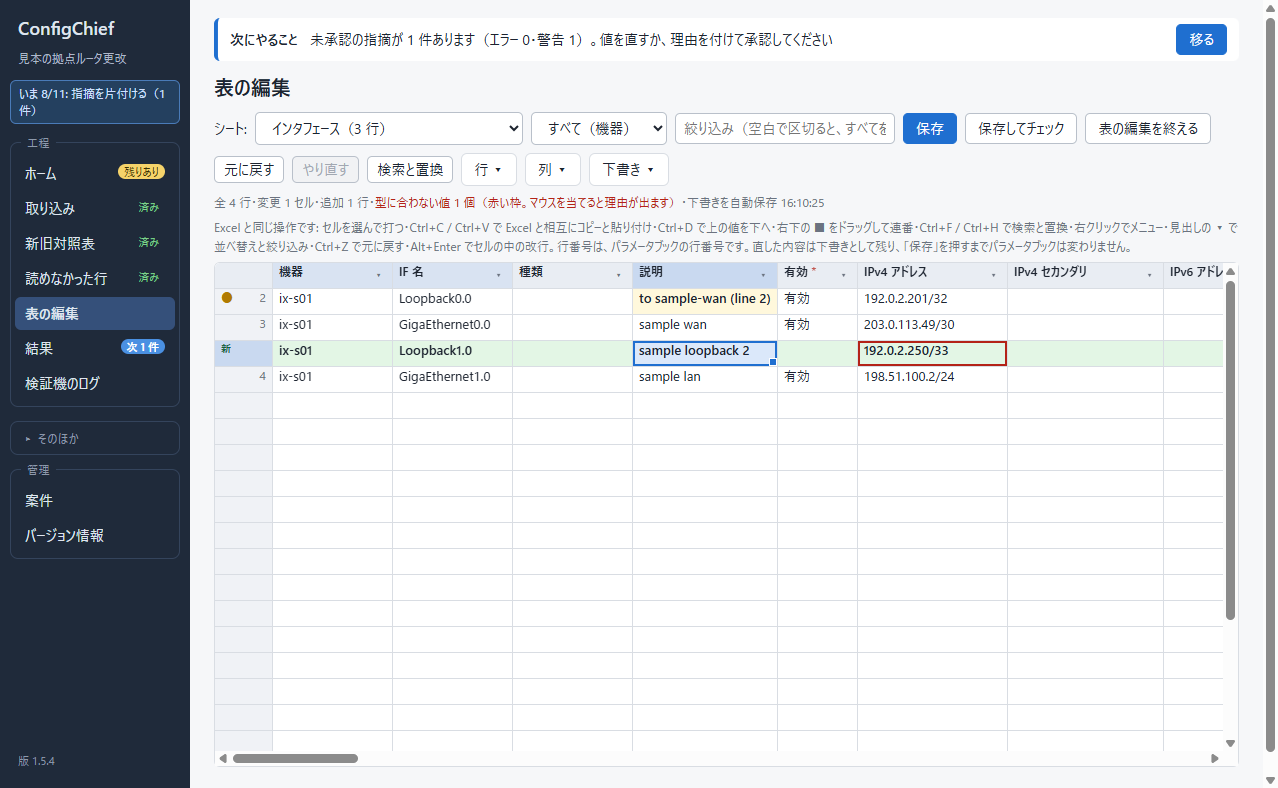 ConfigChief
見本の拠点ルータ更改
いま 8/11: 指摘を片付ける（1件）
工程
ホーム 残りあり
取り込み 済み
新旧対照表 済み
読めなかった行 済み
表の編集
結果 次 1 件
検証機のログ
▸ そのほか
管理
案件
バージョン情報
版 1.5.4
次にやること 未承認の指摘が 1 件あります（エラー 0・警告 1）。値を直すか、理由を付けて承認してください 移る
表の編集
シート: インタフェース（3 行） すべて（機器） 絞り込み（空白で区切ると、すべてを 保存 保存してチェック 表の編集を終える
元に戻す やり直す 検索と置換 行 ▾ 列 ▾ 下書き ▾
全 4 行・変更 1 セル・追加 1 行・型に合わない値 1 個（赤い枠。マウスを当てると理由が出ます）・下書きを自動保存 16:10:25
Excel と同じ操作です: セルを選んで打つ・Ctrl+C / Ctrl+V で Excel と相互にコピーと貼り付け・Ctrl+D で上の値を下へ・右下の ■ をドラッグして連番・Ctrl+F / Ctrl+H で検索と置換・右クリックでメニュー・見出しの ▾ で
並べ替えと絞り込み・Ctrl+Z で元に戻す・Alt+Enter でセルの中の改行。行番号は、パラメータブックの行番号です。直した内容は下書きとして残り、「保存」を押すまでパラメータブックは変わりません。
機器 IF 名 種類 説明 有効 * IPv4 アドレス IPv4 セカンダリ IPv6 アドレ
2 ix-s01 Loopback0.0 to sample-wan (line 2) 有効 192.0.2.201/32
3 ix-s01 GigaEthernet0.0 sample wan 有効 203.0.113.49/30
新 ix-s01 Loopback1.0 sample loopback 2 192.0.2.250/33
4 ix-s01 GigaEthernet1.0 sample lan 有効 198.51.100.2/24